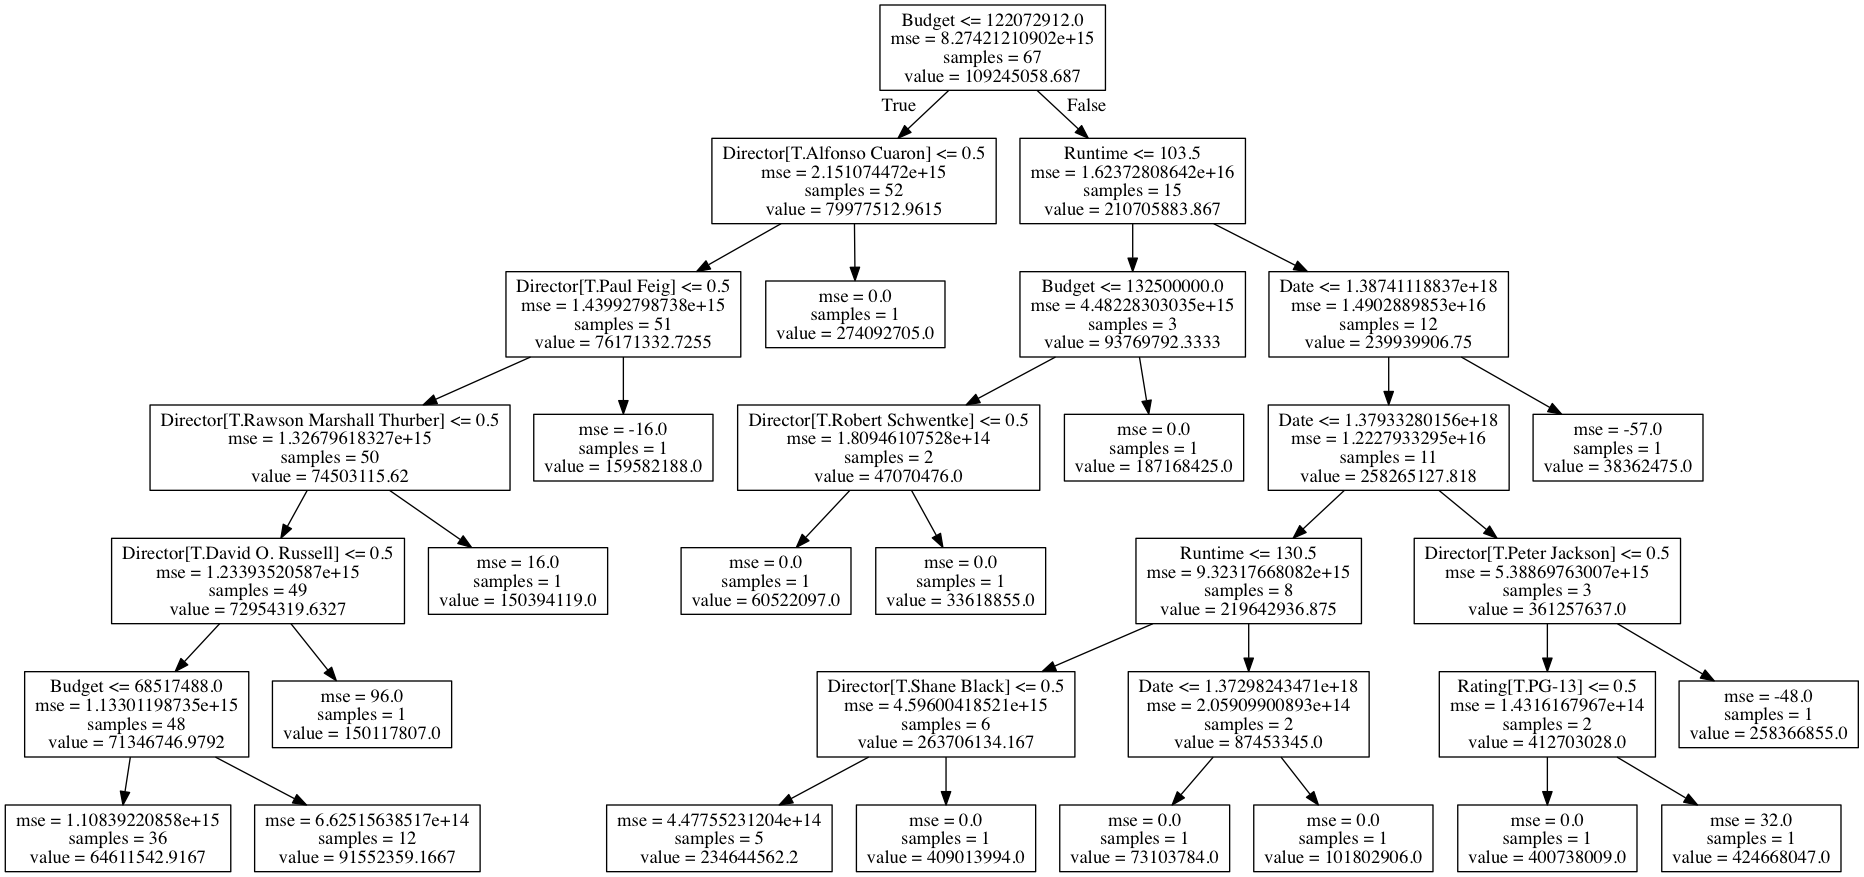 Budget <= 122072912.0
mse = 8.27421210902e+15
samples = 67
value = 109245058.687
True
False
Director[T.Alfonso Cuaron] <= 0.5
mse = 2.151074472e+15
samples = 52
value = 79977512.9615
Runtime <= 103.5
mse = 1.62372808642e+16
samples = 15
value = 210705883.867
Director[T.Paul Feig] <= 0.5
mse = 1.43992798738e+15
samples = 51
value = 76171332.7255
mse = 0.0
samples = 1
value = 274092705.0
Budget <= 132500000.0
mse = 4.48228303035e+15
samples = 3
value = 93769792.3333
Date <= 1.38741118837e+18
mse = 1.4902889853e+16
samples = 12
value = 239939906.75
Director[T.Rawson Marshall Thurber] <= 0.5
mse = 1.32679618327e+15
samples = 50
value = 74503115.62
mse = -16.0
samples = 1
value = 159582188.0
Director[T.Robert Schwentke] <= 0.5
mse = 1.80946107528e+14
samples = 2
value = 47070476.0
mse = 0.0
samples = 1
value = 187168425.0
Date <= 1.37933280156e+18
mse = 1.2227933295e+16
samples = 11
value = 258265127.818
mse = -57.0
samples = 1
value = 38362475.0
Director[T.David O. Russell] <= 0.5
mse = 1.23393520587e+15
samples = 49
value = 72954319.6327
mse = 16.0
samples = 1
value = 150394119.0
mse = 0.0
samples = 1
value = 60522097.0
mse = 0.0
samples = 1
value = 33618855.0
Runtime <= 130.5
mse = 9.32317668082e+15
samples = 8
value = 219642936.875
Director[T.Peter Jackson] <= 0.5
mse = 5.38869763007e+15
samples = 3
value = 361257637.0
Budget <= 68517488.0
mse = 1.13301198735e+15
samples = 48
value = 71346746.9792
mse = 96.0
samples = 1
value = 150117807.0
Director[T.Shane Black] <= 0.5
mse = 4.59600418521e+15
samples = 6
value = 263706134.167
Date <= 1.37298243471e+18
mse = 2.05909900893e+14
samples = 2
value = 87453345.0
Rating[T.PG-13] <= 0.5
mse = 1.4316167967e+14
samples = 2
value = 412703028.0
mse = -48.0
samples = 1
value = 258366855.0
mse = 1.10839220858e+15
samples = 36
value = 64611542.9167
mse = 6.62515638517e+14
samples = 12
value = 91552359.1667
mse = 4.47755231204e+14
samples = 5
value = 234644562.2
mse = 0.0
samples = 1
value = 409013994.0
mse = 0.0
samples = 1
value = 73103784.0
mse = 0.0
samples = 1
value = 101802906.0
mse = 0.0
samples = 1
value = 400738009.0
mse = 32.0
samples = 1
value = 424668047.0